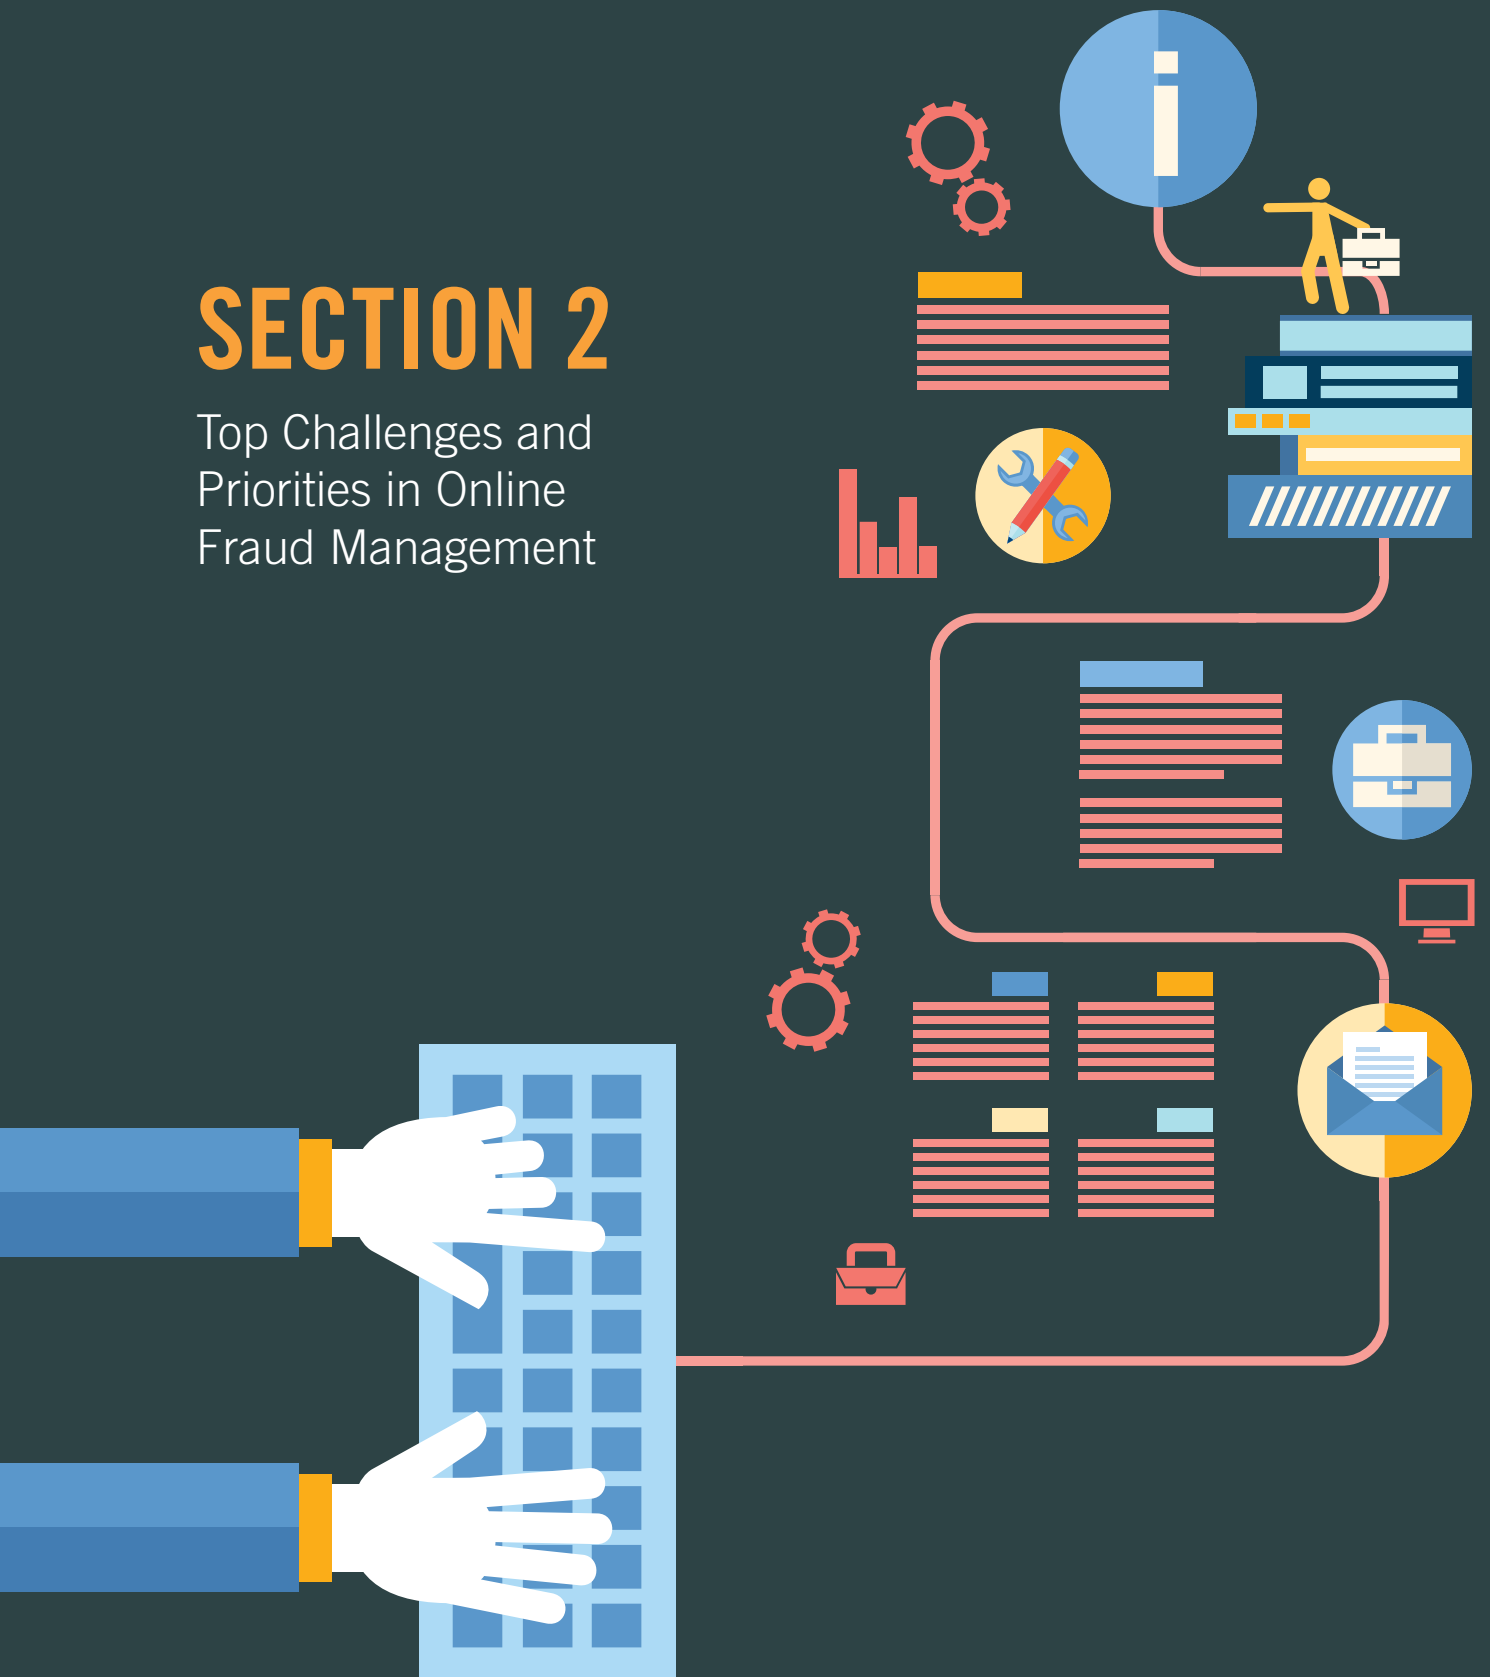 SECTION 2
Top Challenges and
Priorities in Online
Fraud Management